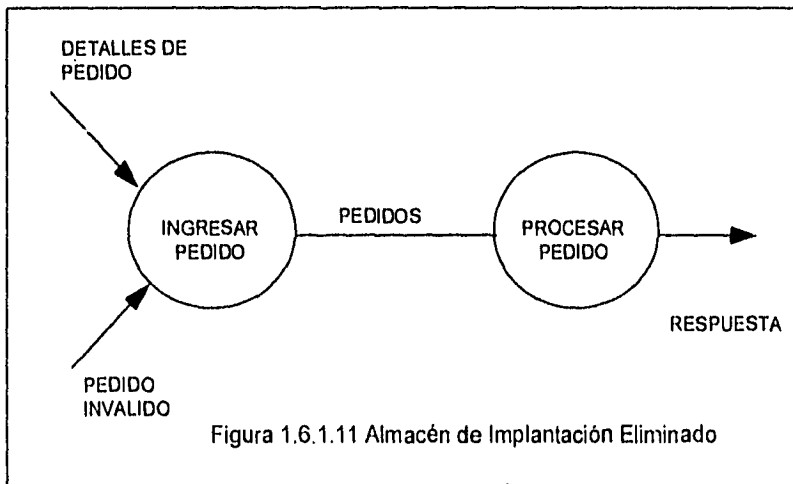 DETALLES DE
PEDIDO
INGRESAR
PEDIDO
PEDIDOS
PROCESAR
PEDIDO
RESPUESTA
PEDIDO
INVALIDO
Figura 1.6.1.11 Almacén de Implantación Eliminado